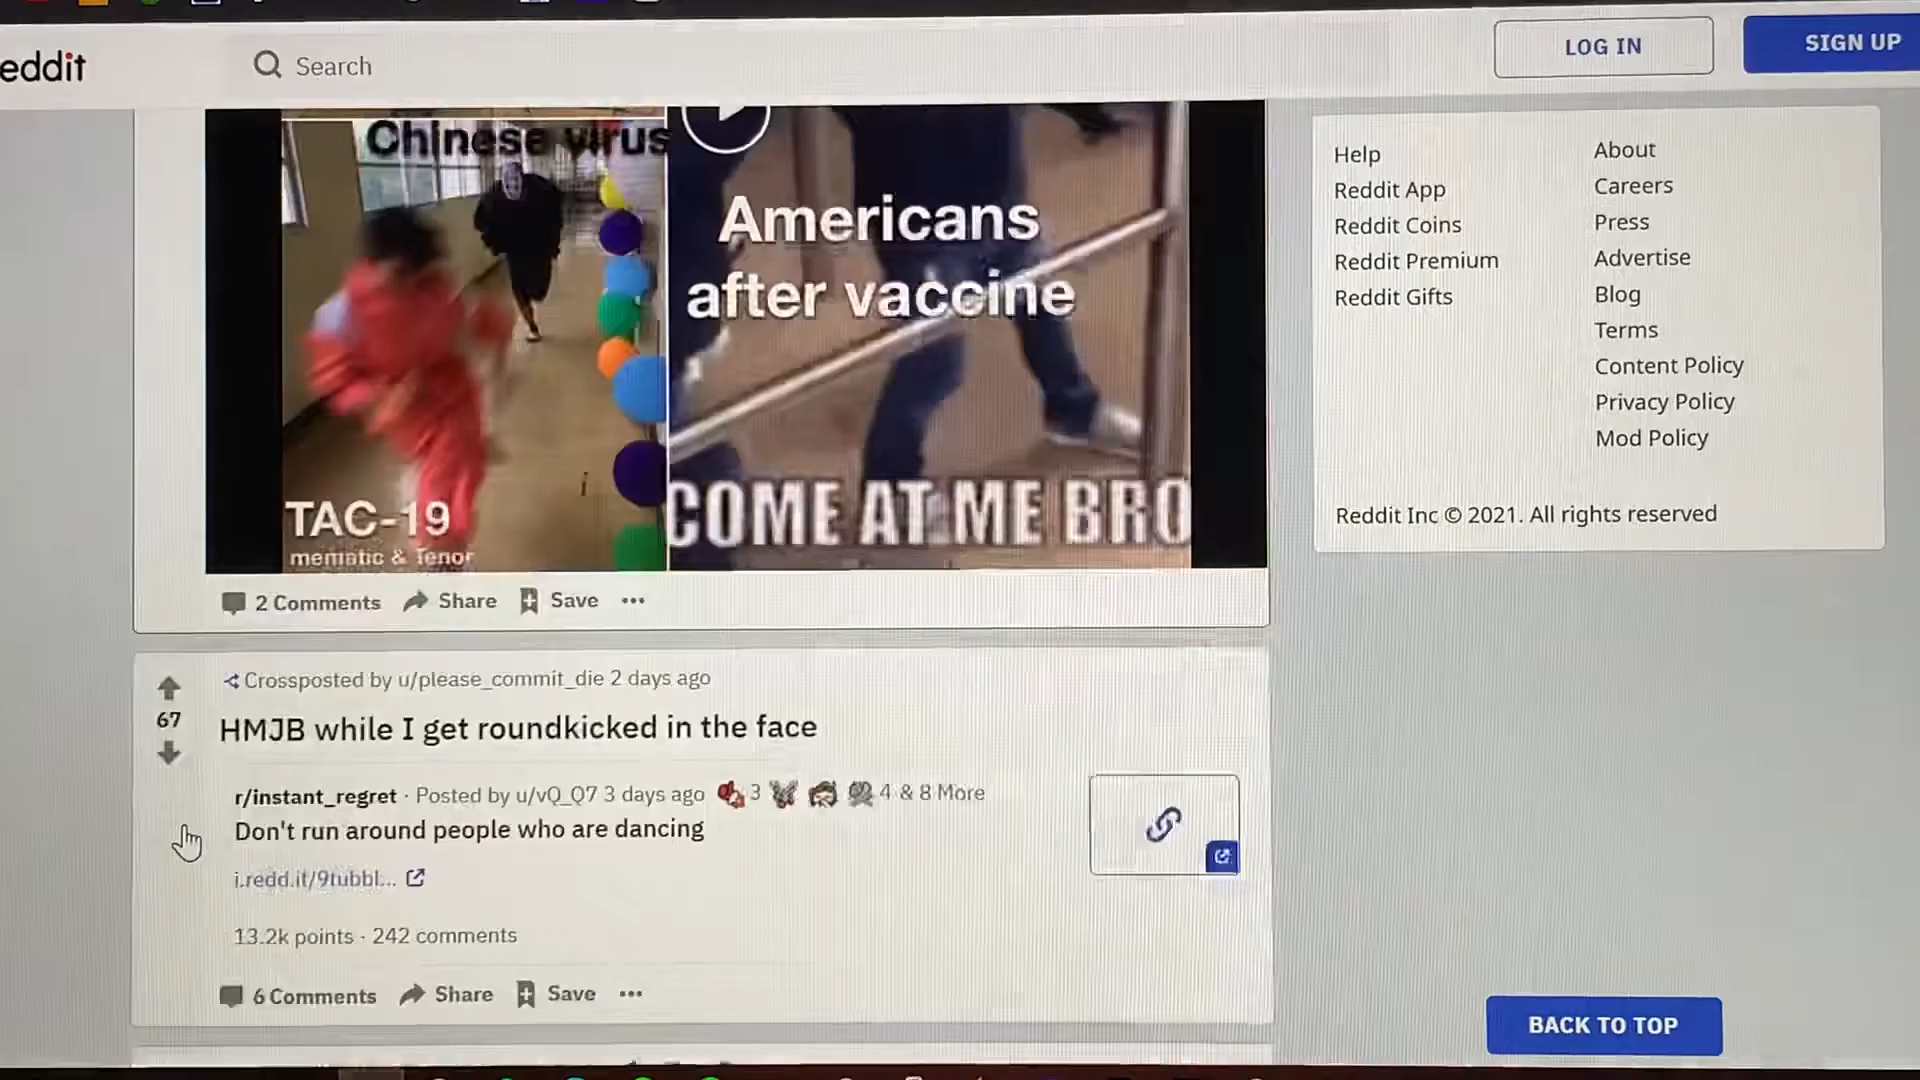 eddit
Search
LOG IN
SIGN UP
Chinese virus
TAC-19
mematic & Tenor
Americans
after vaccine
COME AT ME BRO
2 Comments
Share
Save
Crossposted by u/please_commit_die 2 days ago
67
HMJB while I get roundkicked in the face
r/instant_regret · Posted by u/vQ_Q7 3 days ago 3 4 & 8 More
Don't run around people who are dancing
i.redd.it/9tubbl...
13.2k points · 242 comments
6 Comments
Share
Save
Help
Reddit App
Reddit Coins
Reddit Premium
Reddit Gifts
About
Careers
Press
Advertise
Blog
Terms
Content Policy
Privacy Policy
Mod Policy
Reddit Inc © 2021. All rights reserved
BACK TO TOP